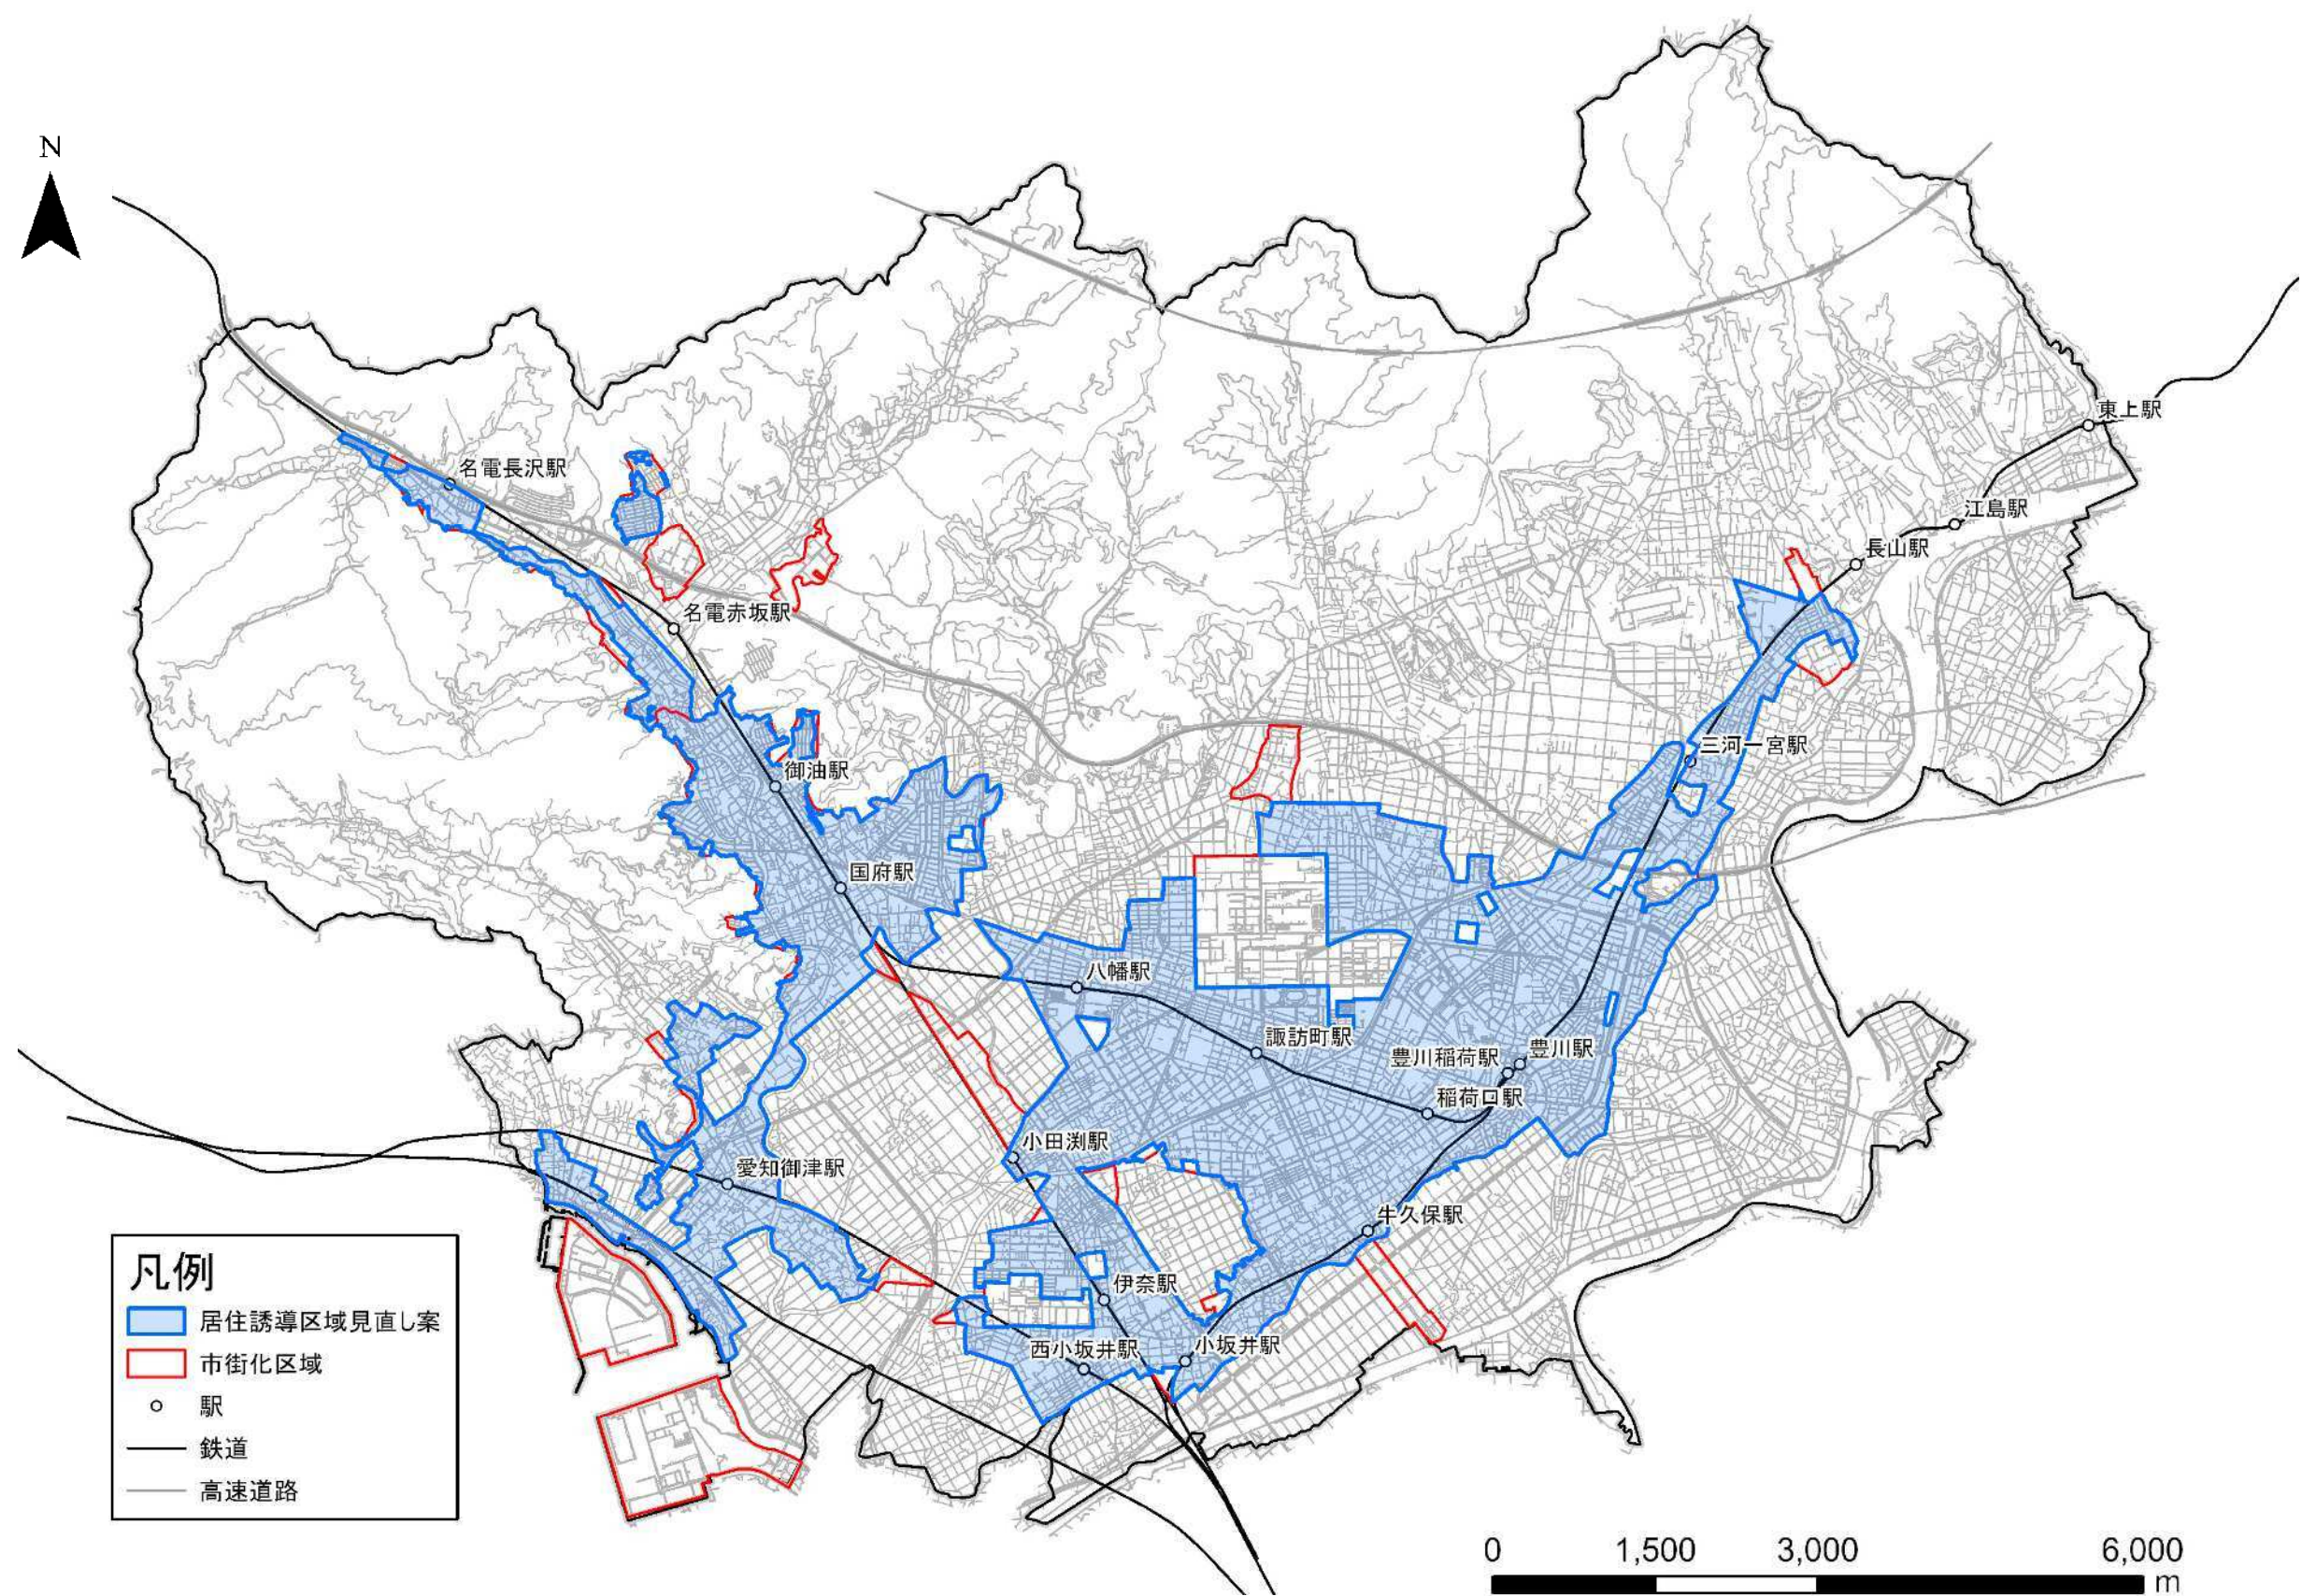 N
東上駅
名電長沢駅
江島駅
長山駅
名電赤坂駅
三河一宮駅
御油駅
国府駅
八幡駅
諏訪町駅
豊川稲荷駅
豊川駅
稲荷口駅
小田渕駅
愛知御津駅
牛久保駅
伊奈駅
西小坂井駅
小坂井駅
凡例
居住誘導区域見直し案
市街化区域
駅
鉄道
高速道路
0 1,500 3,000 6,000
m